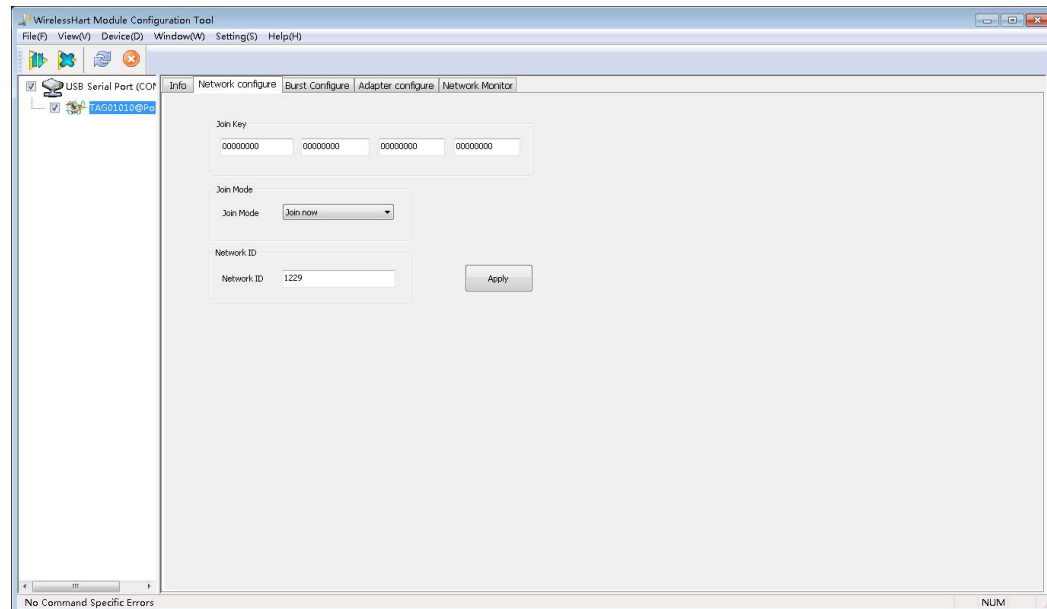 WirelessHart Module Configuration Tool
File(F) View(V) Device(D) Window(W) Setting(S) Help(H)
USB Serial Port (COM
TAG01010@Po
Info Network configure Burst Configure Adapter configure Network Monitor
Join Key
00000000 00000000 00000000 00000000
Join Mode
Join Mode Join now
Network ID
Network ID 1229
Apply
No Command Specific Errors
NUM